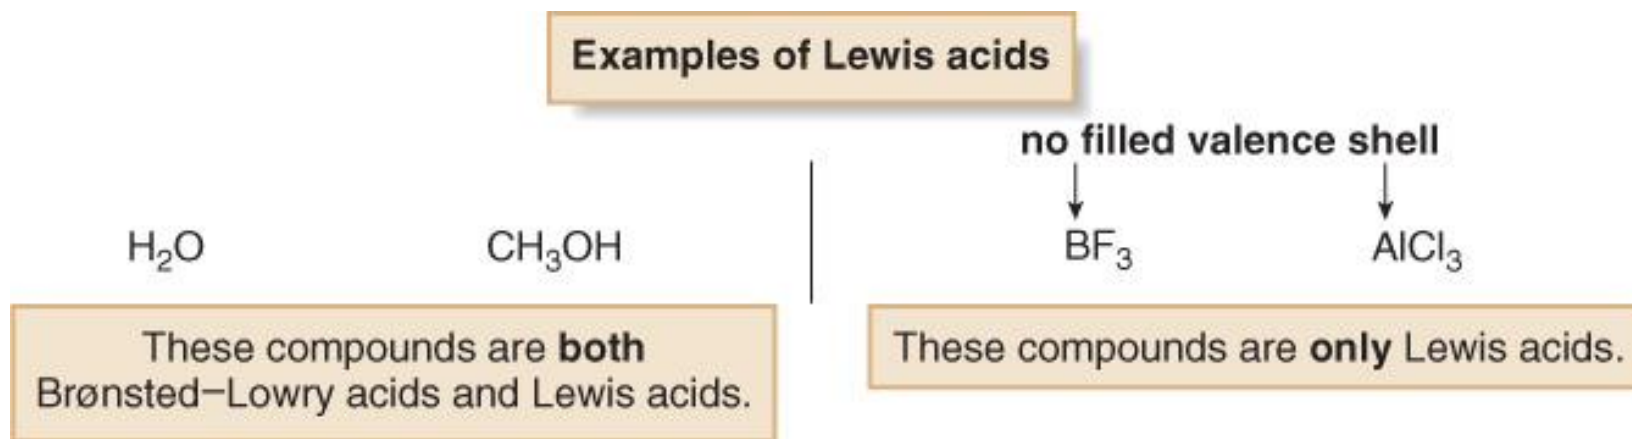 Examples of Lewis acids
no filled valence shell
H₂O
CH₃OH
BF₃
AlCl₃
These compounds are both
Brønsted–Lowry acids and Lewis acids.
These compounds are only Lewis acids.